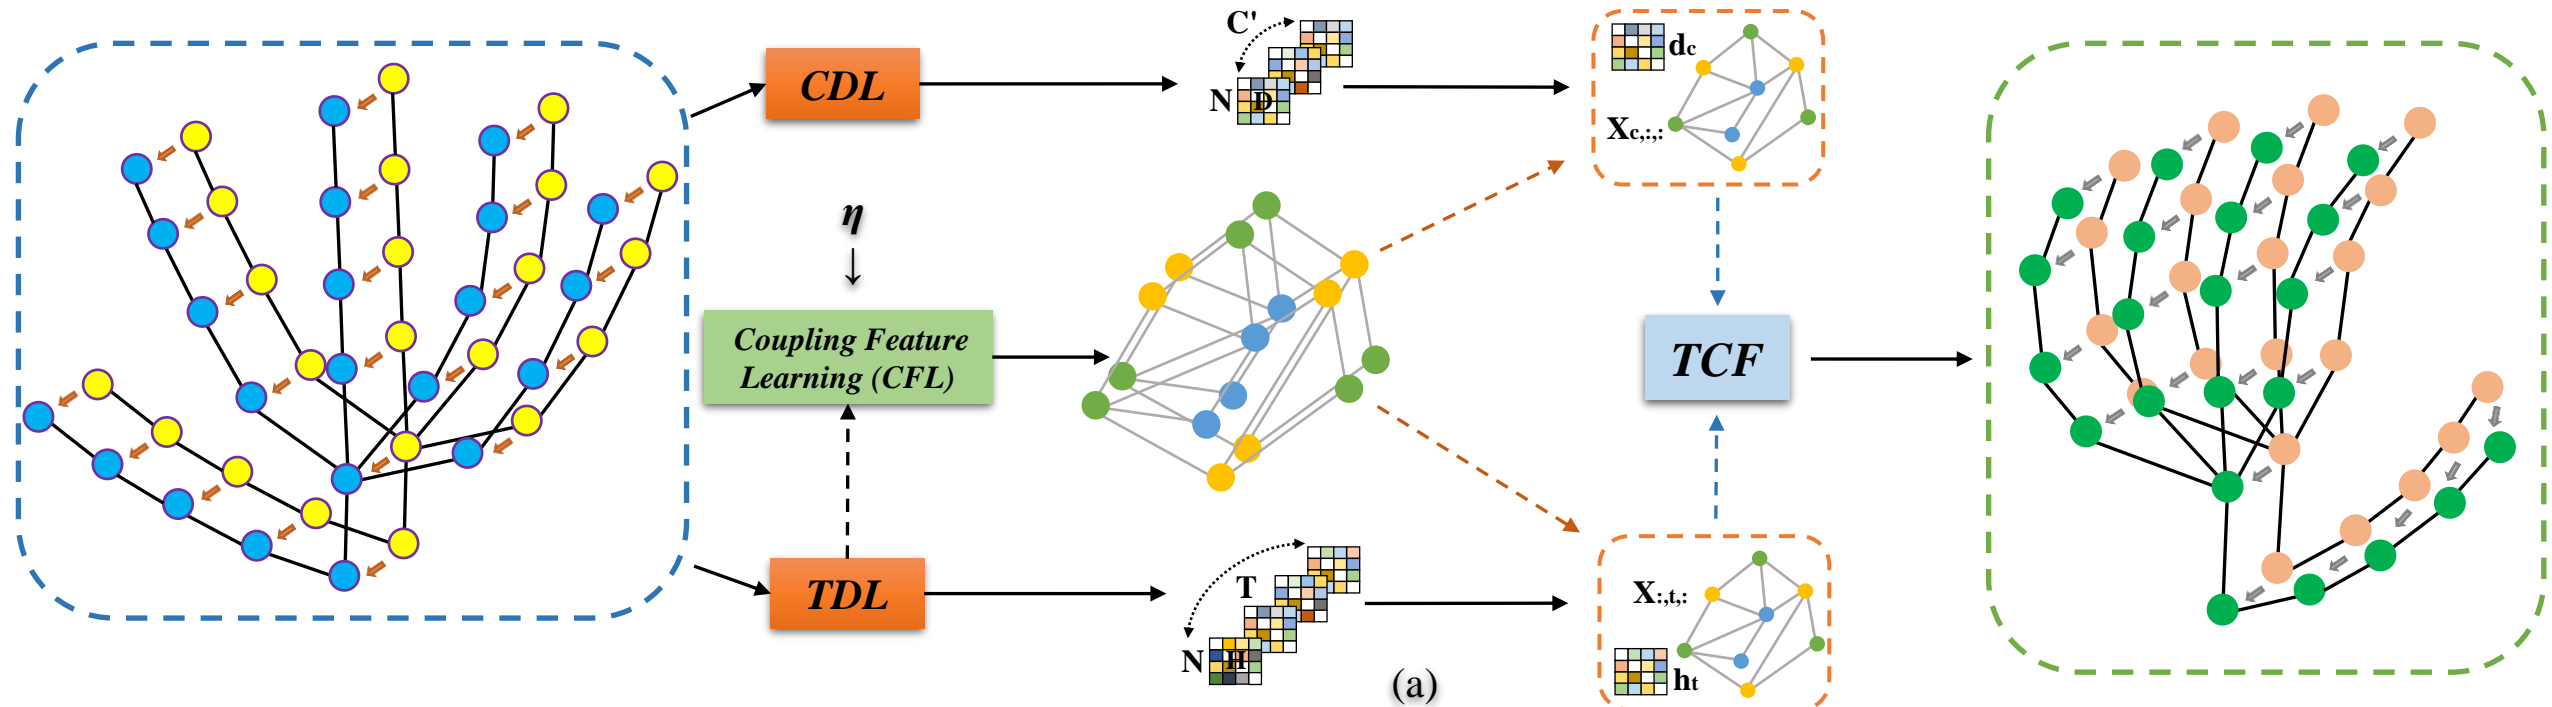 C'
N
D
CDL
dc
Xc,:,:
η
Coupling Feature
Learning (CFL)
TCF
TDL
T
N
H
X:,t,:
ht
(a)